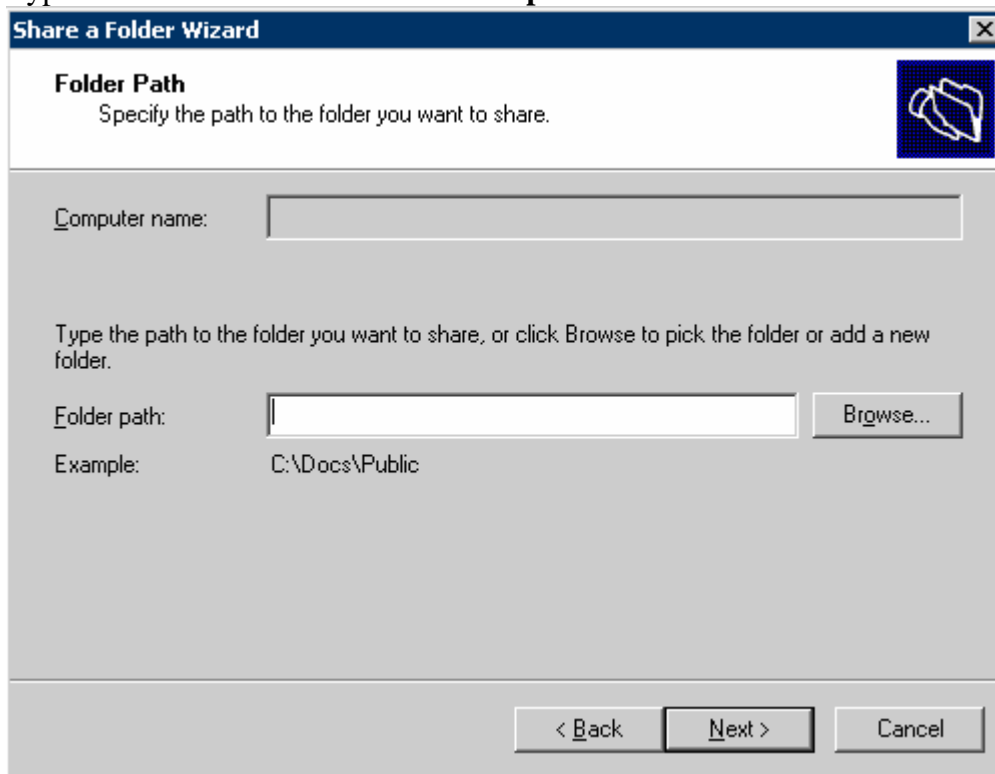 Share a Folder Wizard
Folder Path
Specify the path to the folder you want to share.
Computer name:
Type the path to the folder you want to share, or click Browse to pick the folder or add a new
folder.
Folder path:
Browse...
Example: C:\Docs\Public
< Back Next > Cancel